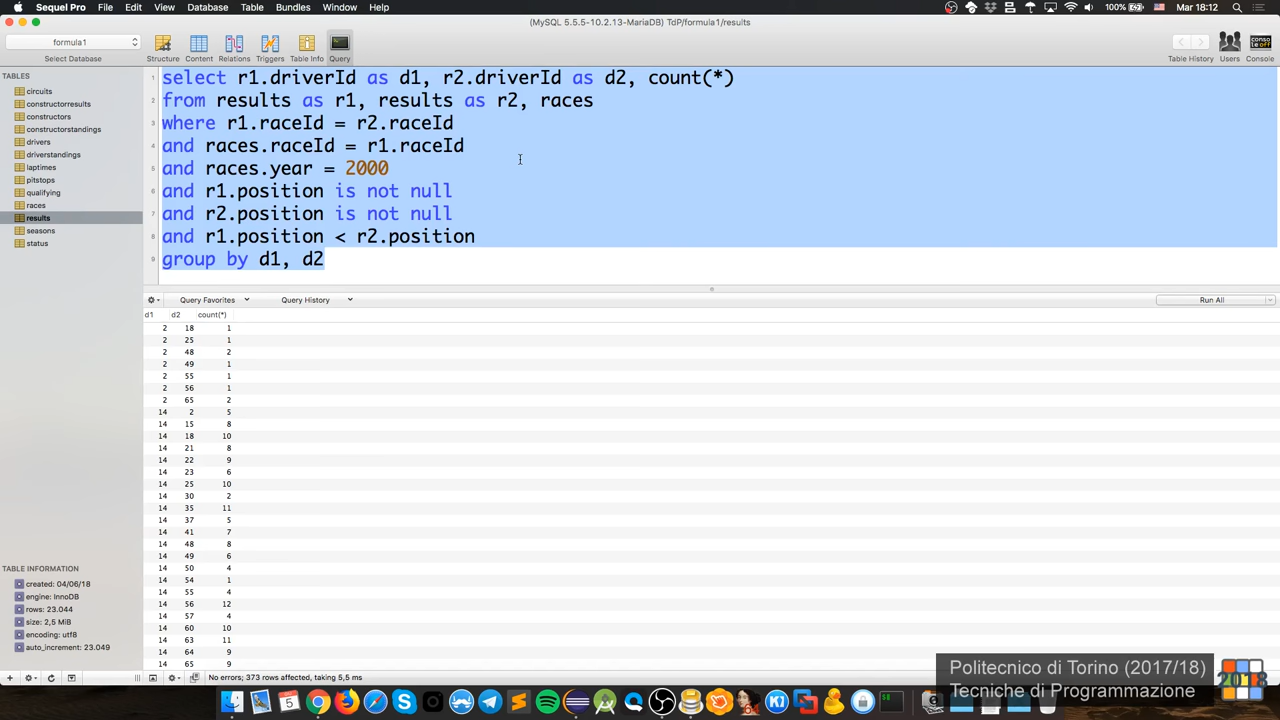 Sequel Pro File Edit View Database Table Bundles Window Help
100% Mar 18:12
(MySQL 5.5.5-10.2.13-MariaDB) TdP/formula1/results
formula1
Select Database
Structure Content Relations Triggers Table Info Query
Table History Users Console
TABLES
circuits
constructorresults
constructors
constructorstandings
drivers
driverstandings
laptimes
pitstops
qualifying
races
results
seasons
status
1 select r1.driverId as d1, r2.driverId as d2, count(*)
2 from results as r1, results as r2, races
3 where r1.raceId = r2.raceId
4 and races.raceId = r1.raceId
5 and races.year = 2000
6 and r1.position is not null
7 and r2.position is not null
8 and r1.position < r2.position
9 group by d1, d2
Query Favorites Query History Run All
d1 d2 count(*)
2 18 1
2 25 1
2 48 2
2 49 1
2 55 1
2 56 1
2 65 2
14 2 5
14 15 8
14 18 10
14 21 8
14 22 9
14 23 6
14 25 10
14 30 2
14 35 11
14 37 5
14 41 7
14 48 8
14 49 6
14 50 4
14 54 1
14 55 4
14 56 12
14 57 4
14 60 10
14 63 11
14 64 9
14 65 9
TABLE INFORMATION
created: 04/06/18
engine: InnoDB
rows: 23.044
size: 2,5 MiB
encoding: utf8
auto_increment: 23.049
No errors; 373 rows affected, taking 5,5 ms
Politecnico di Torino (2017/18)
Tecniche di Programmazione
2018